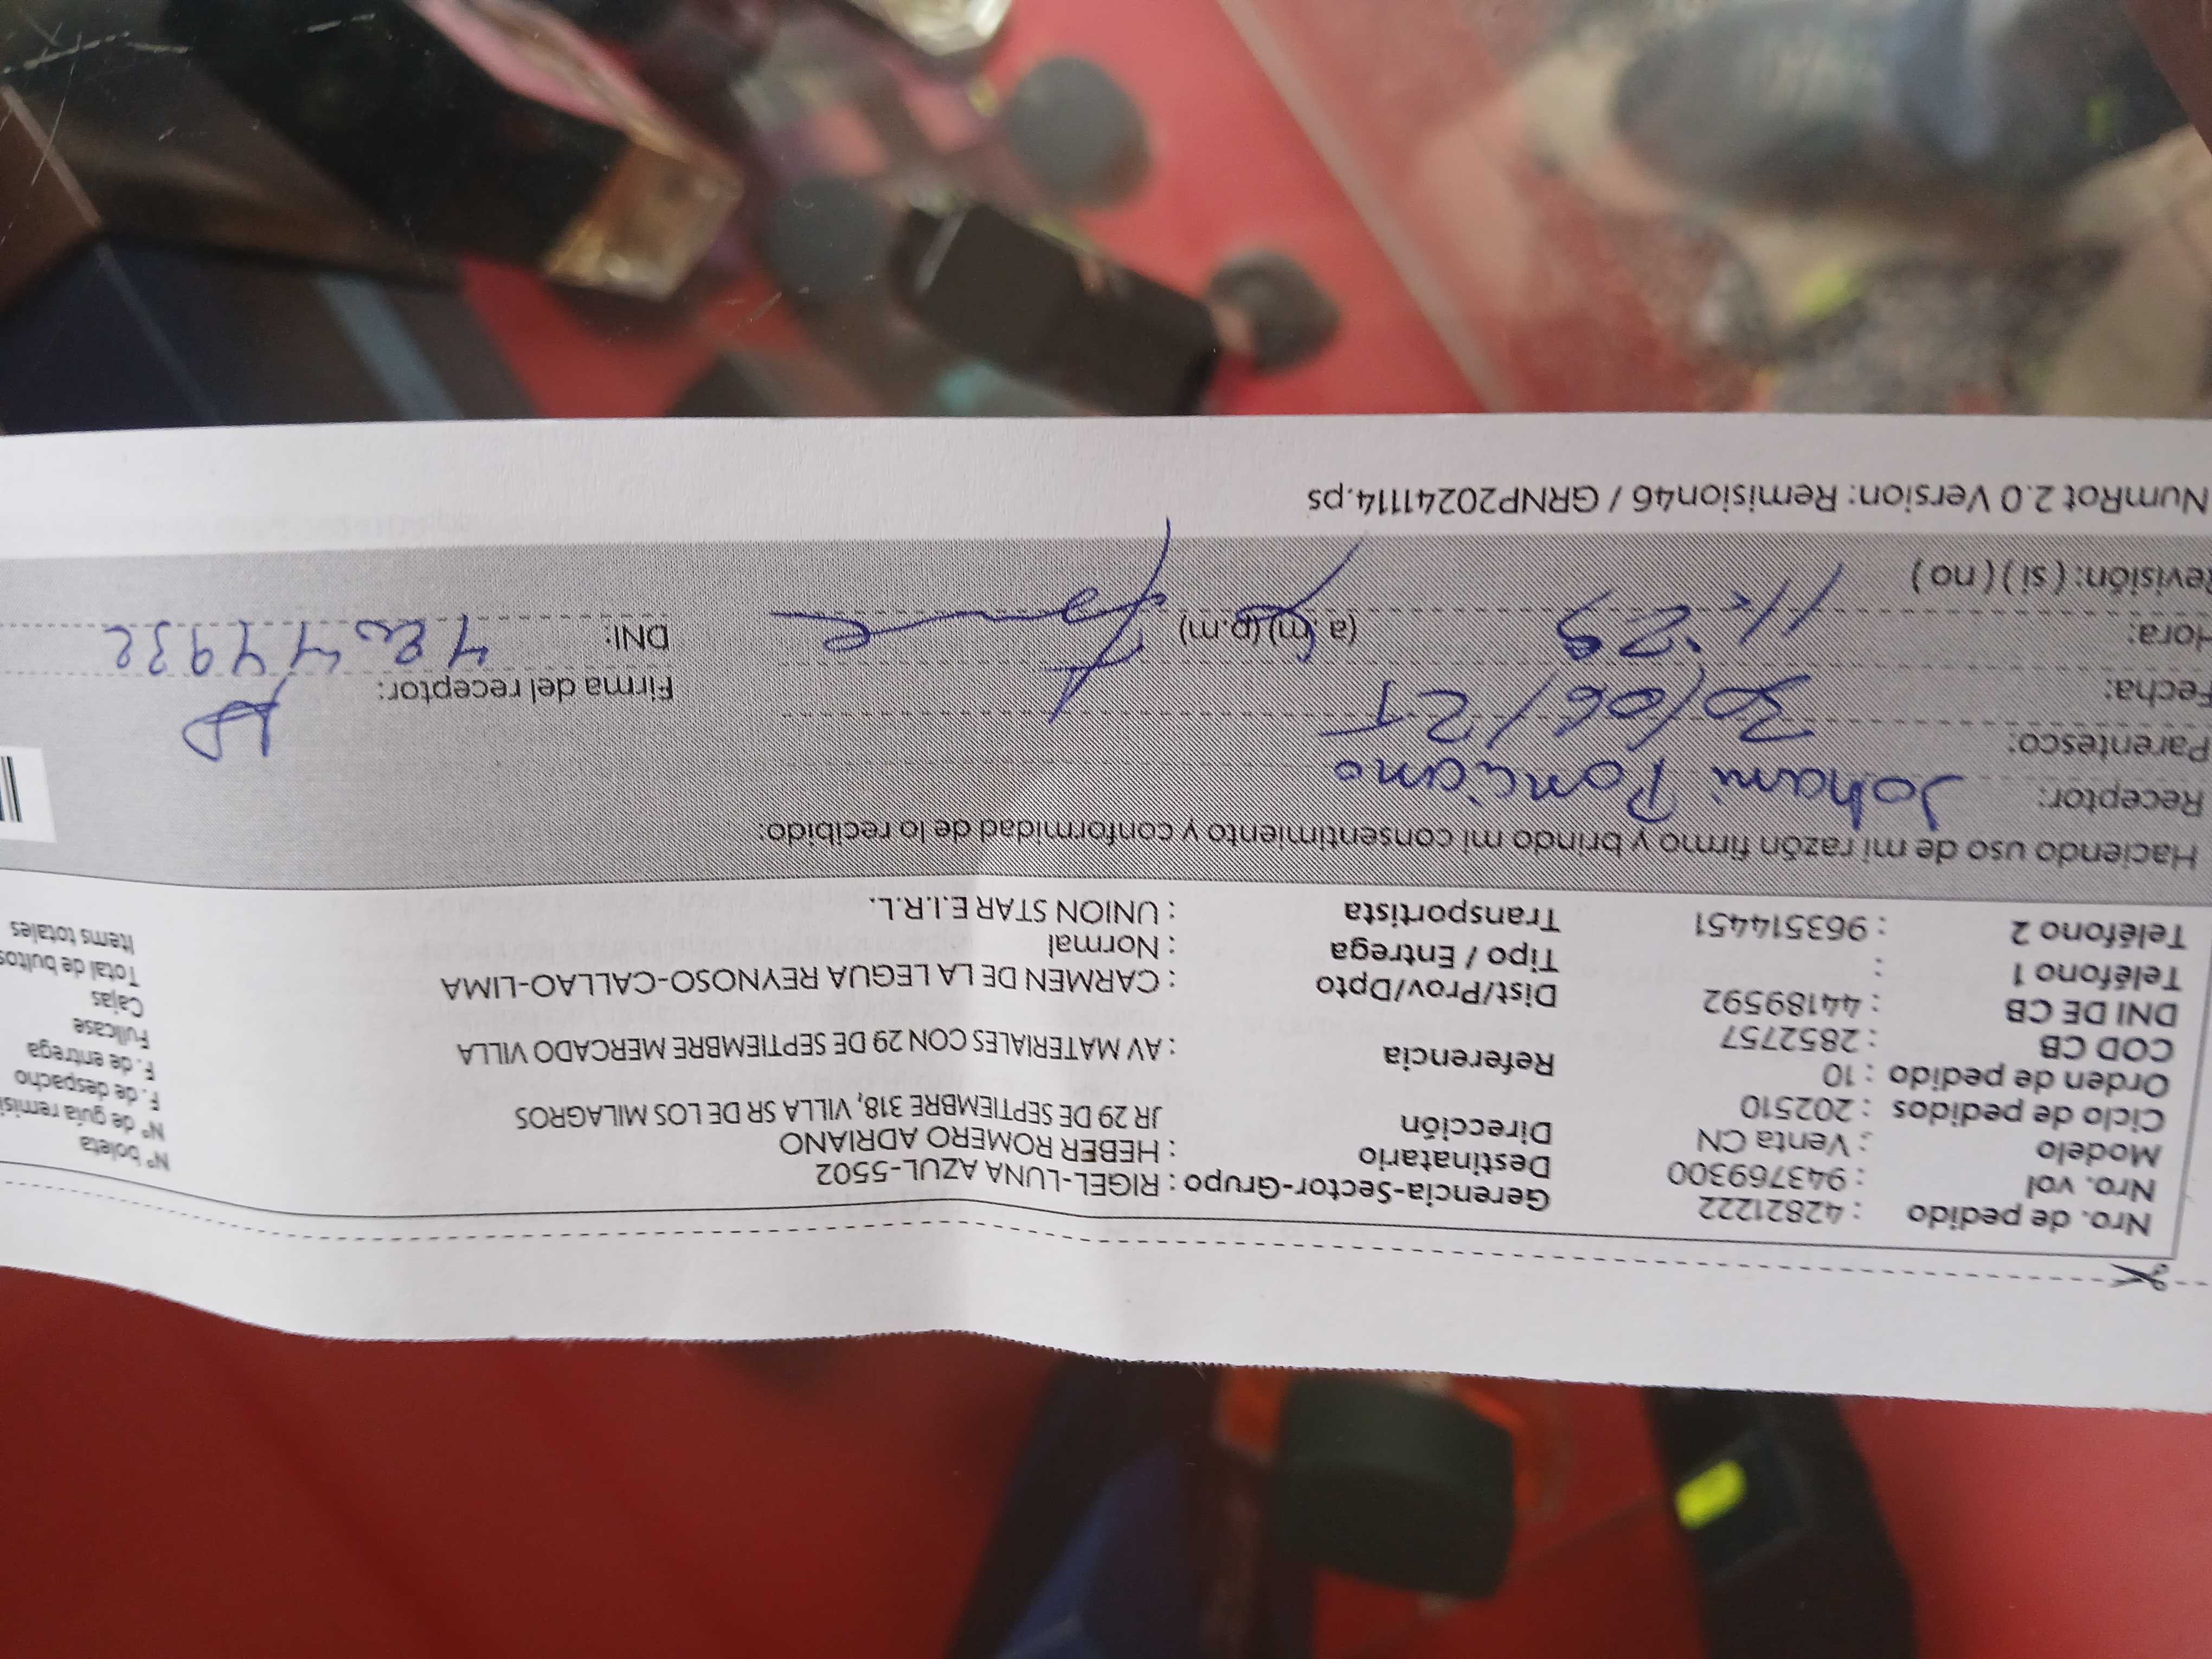 Nro. de pedido : 42821222 Gerencia-Sector-Grupo : RIGEL-LUNA AZUL-5502 Nº boleta
Nro. vol : 943769300 Destinatario : HEBER ROMERO ADRIANO Nº de guía remisi
Modelo : Venta CN Dirección JR 29 DE SEPTIEMBRE 318, VILLA SR DE LOS MILAGROS F. de despacho
Ciclo de pedidos : 202510 F. de entrega
Orden de pedido : 10 Referencia : AV MATERIALES CON 29 DE SEPTIEMBRE MERCADO VILLA Fullcase
COD CB : 2852757 Cajas
DNI DE CB : 44189592 Dist/Prov/Dpto : CARMEN DE LA LEGUA REYNOSO-CALLAO-LIMA Total de bultos
Teléfono 1 : Tipo / Entrega : Normal Items totales
Teléfono 2 : 963514451 Transportista : UNION STAR E.I.R.L.
Haciendo uso de mi razón firmo y brindo mi consentimiento y conformidad de lo recibido:
Receptor: Johami Ponciano
Parentesco:
Fecha: 30/06/25 Firma del receptor:
Hora: 11:29 (a.m) (p.m) DNI:
evisión: ( si ) ( no )
NumRot 2.0 Version: Remision46 / GRNP20241114.ps